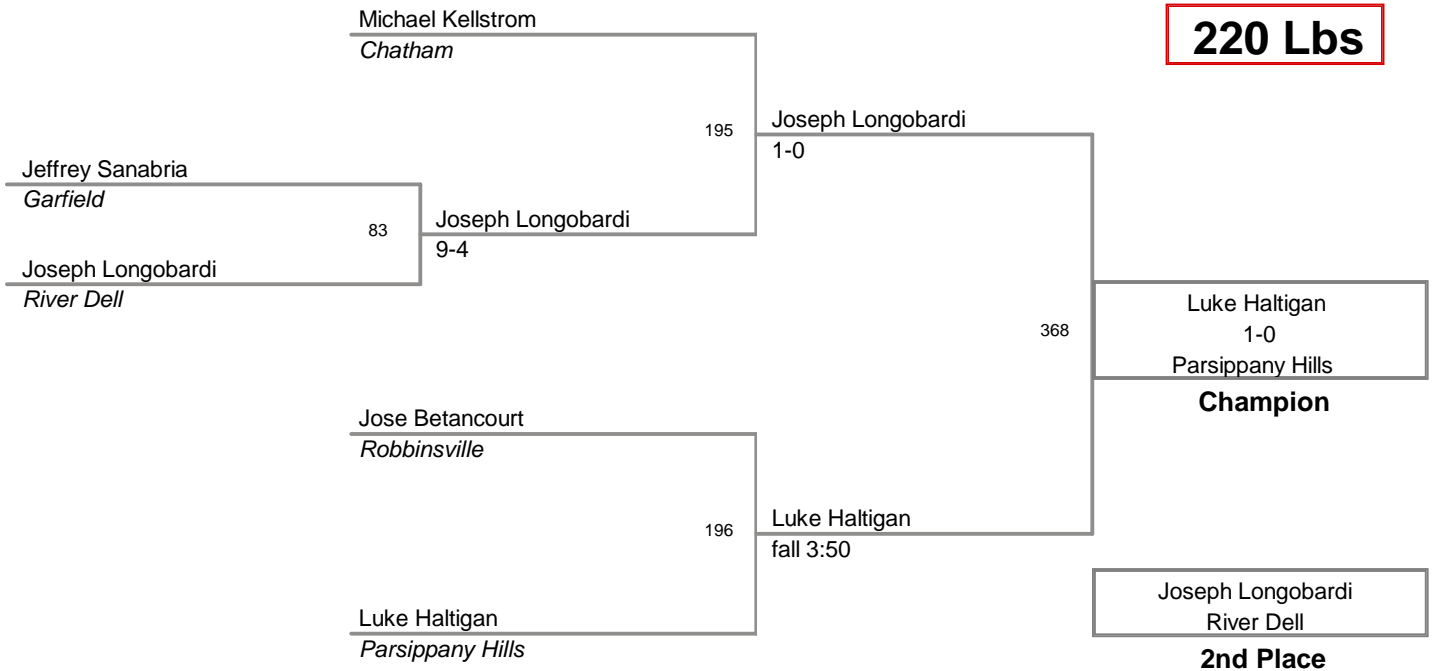 Michael Kellstrom
Chatham
220 Lbs
195
Joseph Longobardi
1-0
Jeffrey Sanabria
Garfield
83
Joseph Longobardi
9-4
Joseph Longobardi
River Dell
368
Luke Haltigan
1-0
Parsippany Hills
Champion
Jose Betancourt
Robbinsville
196
Luke Haltigan
fall 3:50
Luke Haltigan
Parsippany Hills
Joseph Longobardi
River Dell
2nd Place